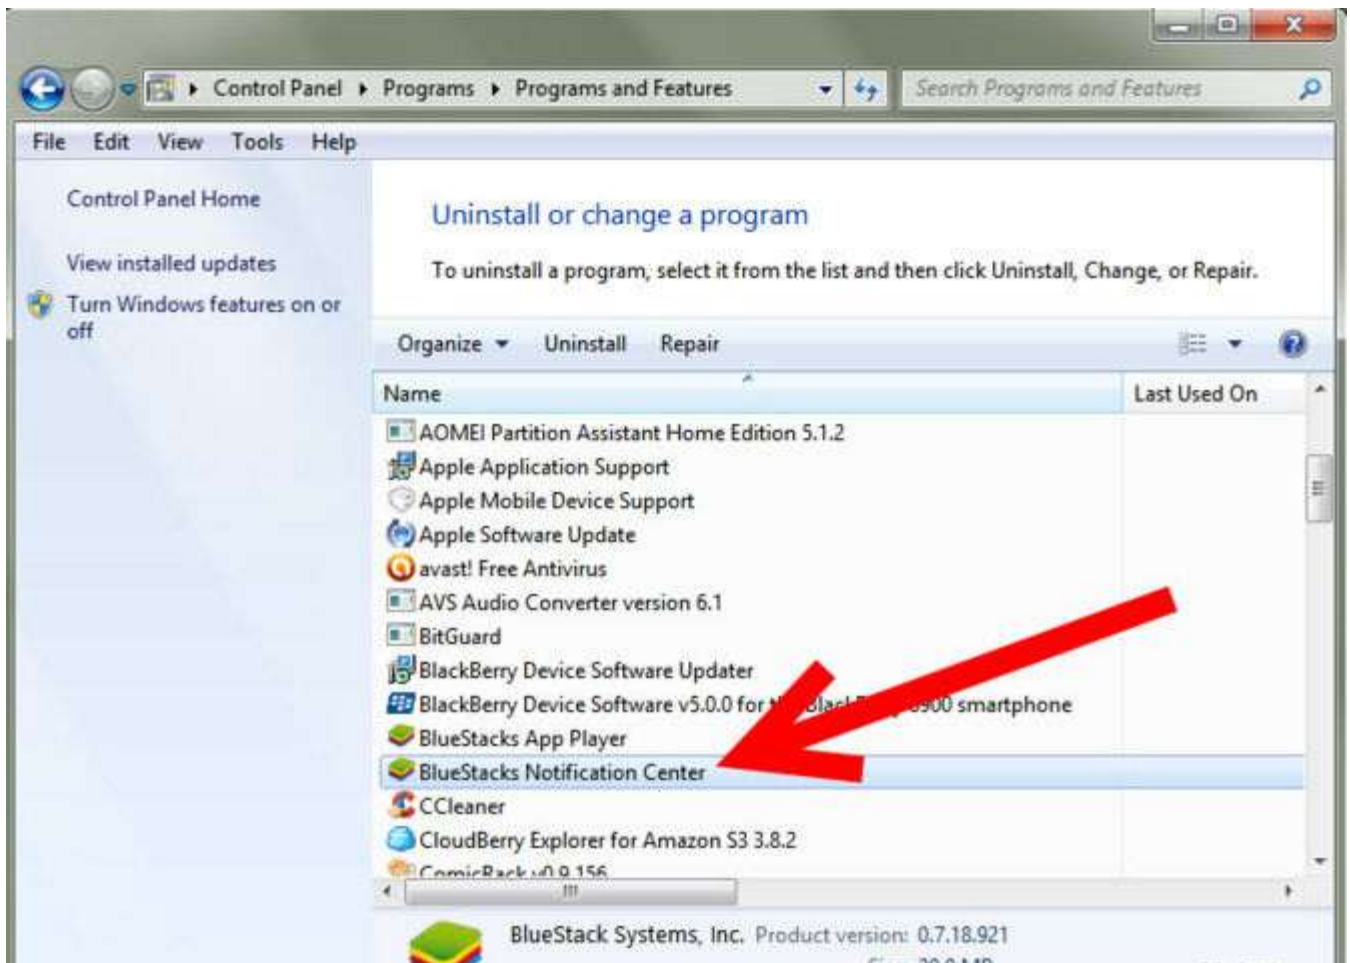 Control Panel Programs Programs and Features Search Programs and Features
File Edit View Tools Help
Control Panel Home
View installed updates
Turn Windows features on or
off
Uninstall or change a program
To uninstall a program, select it from the list and then click Uninstall, Change, or Repair.
Organize Uninstall Repair
Name Last Used On
AOMEI Partition Assistant Home Edition 5.1.2
Apple Application Support
Apple Mobile Device Support
Apple Software Update
avast! Free Antivirus
AVS Audio Converter version 6.1
BitGuard
BlackBerry Device Software Updater
BlackBerry Device Software v5.0.0 for smartphone
BlueStacks App Player
BlueStacks Notification Center
CCleaner
CloudBerry Explorer for Amazon S3 3.8.2
ComicRack v0.9.156
BlueStack Systems, Inc. Product version: 0.7.18.921